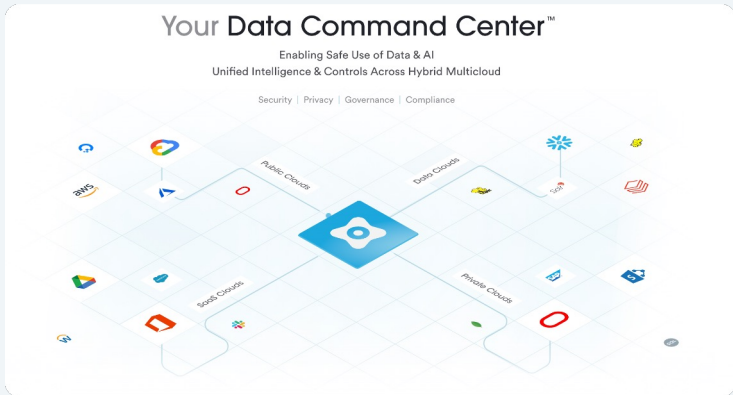 Your Data Command Center™
Enabling Safe Use of Data & AI
Unified Intelligence & Controls Across Hybrid Multicloud
Security | Privacy | Governance | Compliance
Public Clouds
Data Clouds
aws
SaaS Clouds
Private Clouds
SAP